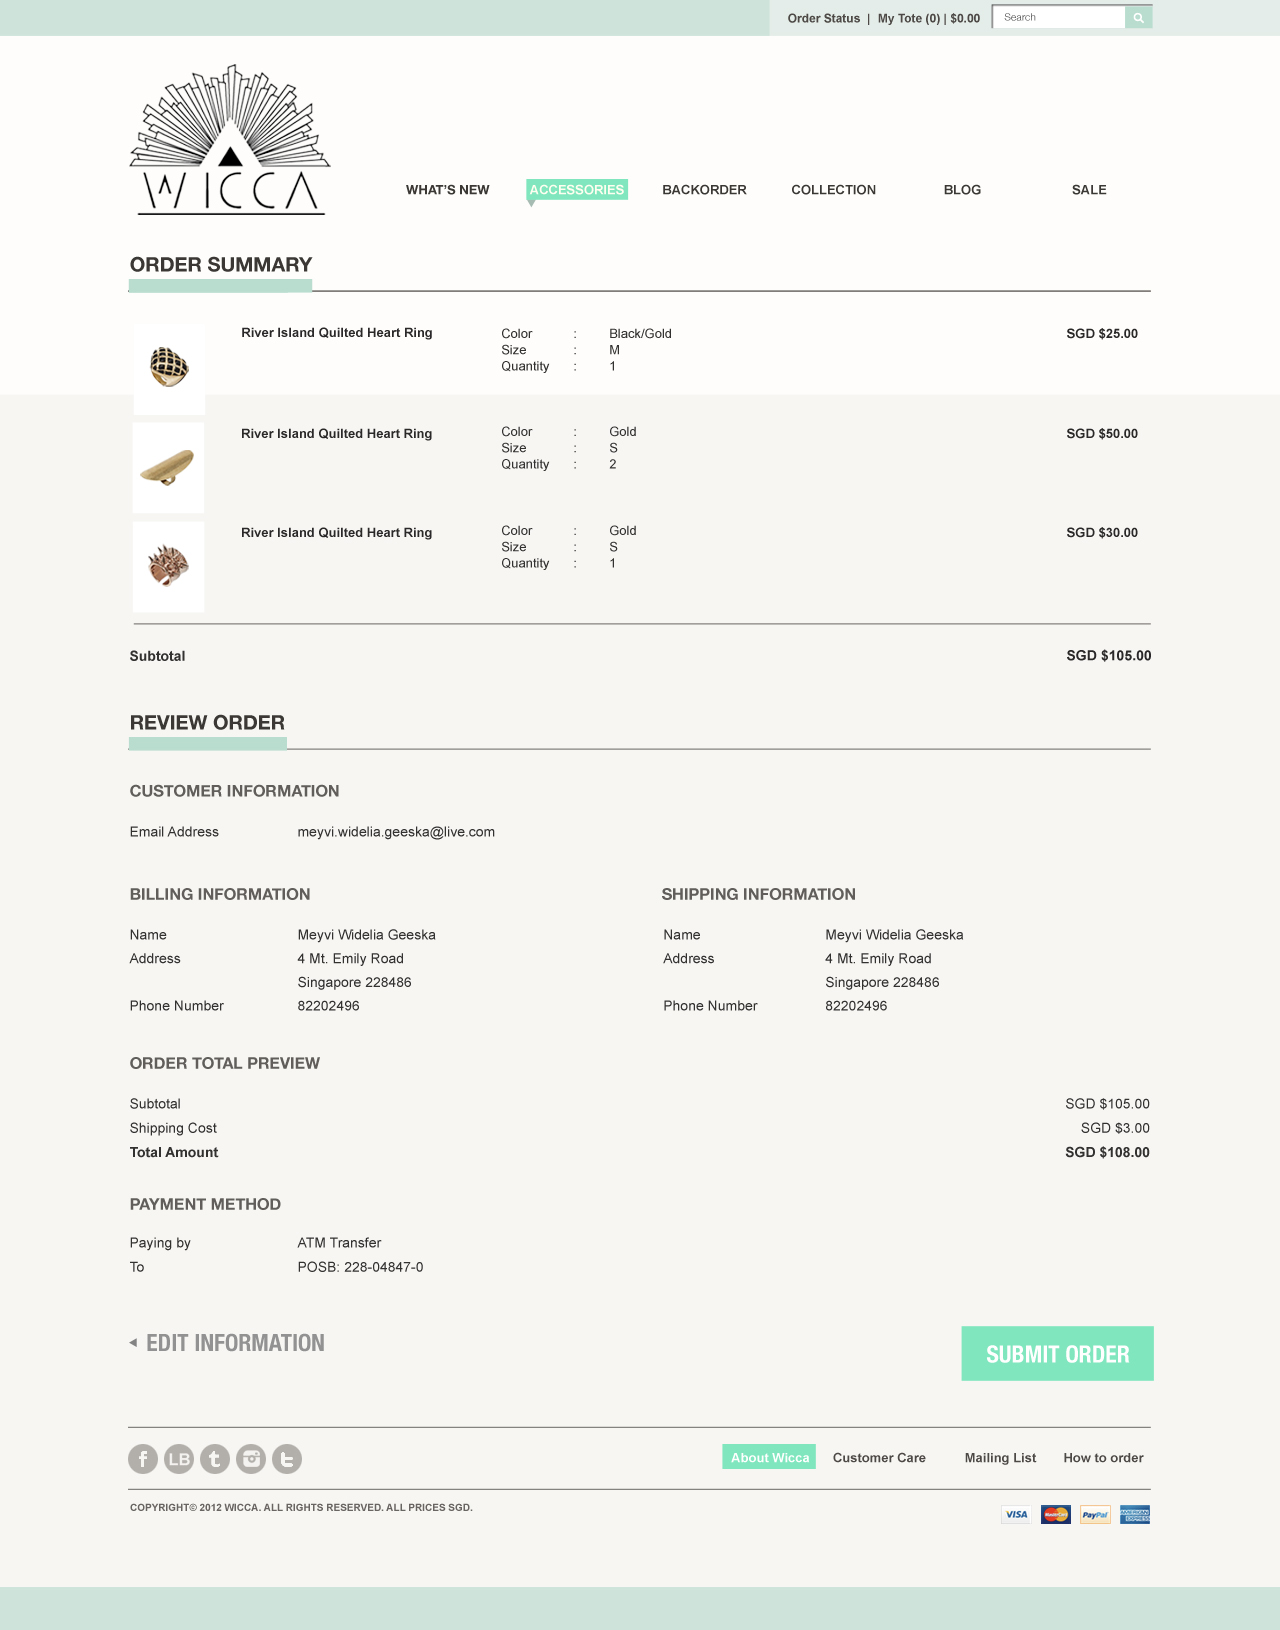 Order Status | My Tote (0) | $0.00 Search
WICCA
WHAT'S NEW ACCESSORIES BACKORDER COLLECTION BLOG SALE
ORDER SUMMARY
River Island Quilted Heart Ring Color : Black/Gold SGD $25.00
Size : M
Quantity : 1
River Island Quilted Heart Ring Color : Gold SGD $50.00
Size : S
Quantity : 2
River Island Quilted Heart Ring Color : Gold SGD $30.00
Size : S
Quantity : 1
Subtotal SGD $105.00
REVIEW ORDER
CUSTOMER INFORMATION
Email Address meyvi.widelia.geeska@live.com
BILLING INFORMATION SHIPPING INFORMATION
Name Meyvi Widelia Geeska Name Meyvi Widelia Geeska
Address 4 Mt. Emily Road Address 4 Mt. Emily Road
Singapore 228486 Singapore 228486
Phone Number 82202496 Phone Number 82202496
ORDER TOTAL PREVIEW
Subtotal SGD $105.00
Shipping Cost SGD $3.00
Total Amount SGD $108.00
PAYMENT METHOD
Paying by ATM Transfer
To POSB: 228-04847-0
EDIT INFORMATION SUBMIT ORDER
f LB t t About Wicca Customer Care Mailing List How to order
COPYRIGHT© 2012 WICCA. ALL RIGHTS RESERVED. ALL PRICES SGD. VISA MasterCard PayPal AMERICAN EXPRESS